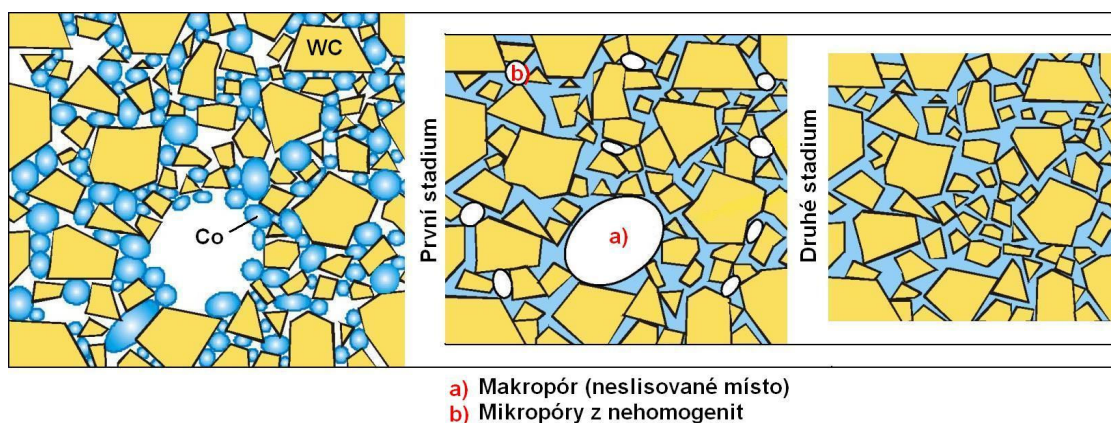 WC
Co
První stadium
b
a)
Druhé stadium
a) Makropór (neslisované místo)
b) Mikropóry z nehomogenit